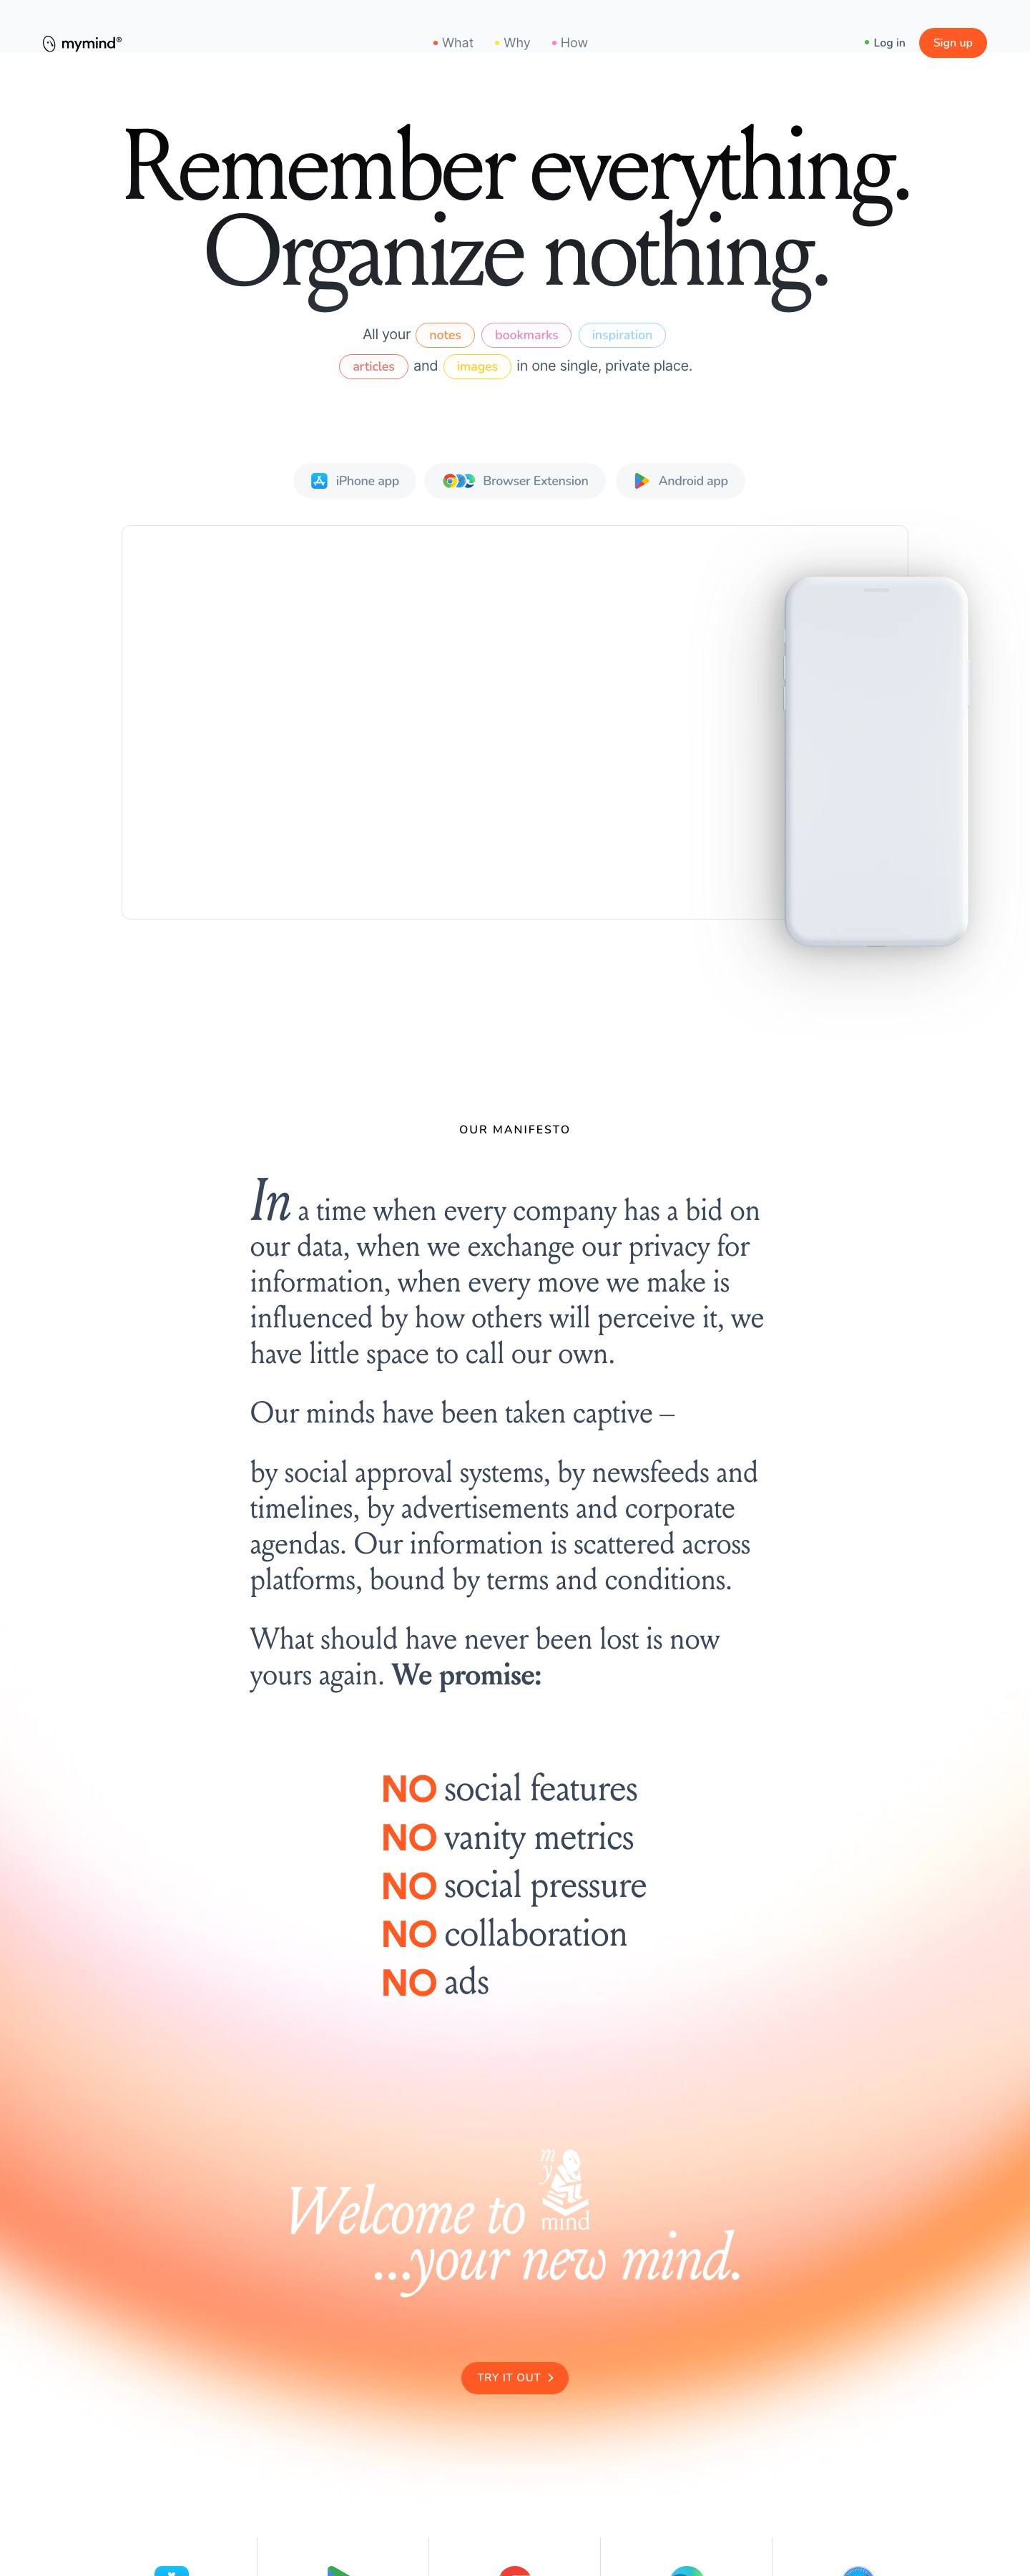 mymind®
What Why How
Log in Sign up
Remember everything.
Organize nothing.
All your notes bookmarks inspiration
articles and images in one single, private place.
iPhone app Browser Extension Android app
OUR MANIFESTO
In a time when every company has a bid on
our data, when we exchange our privacy for
information, when every move we make is
influenced by how others will perceive it, we
have little space to call our own.
Our minds have been taken captive –
by social approval systems, by newsfeeds and
timelines, by advertisements and corporate
agendas. Our information is scattered across
platforms, bound by terms and conditions.
What should have never been lost is now
yours again. We promise:
NO social features
NO vanity metrics
NO social pressure
NO collaboration
NO ads
Welcome to my mind
...your new mind.
TRY IT OUT